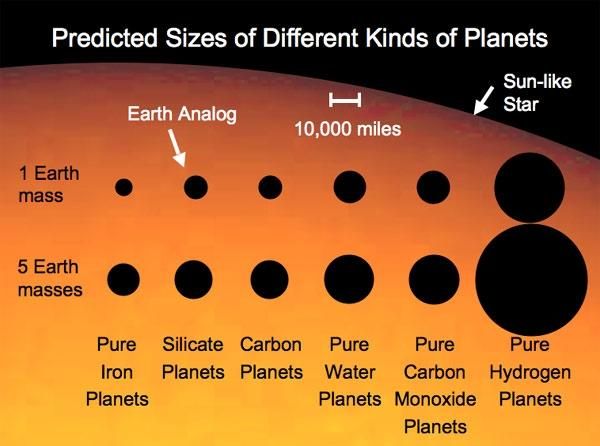 Predicted Sizes of Different Kinds of Planets
Sun-like
Star
Earth Analog
10,000 miles
1 Earth
mass
5 Earth
masses
Pure
Iron
Planets
Silicate
Planets
Carbon
Planets
Pure
Water
Planets
Pure
Carbon
Monoxide
Planets
Pure
Hydrogen
Planets